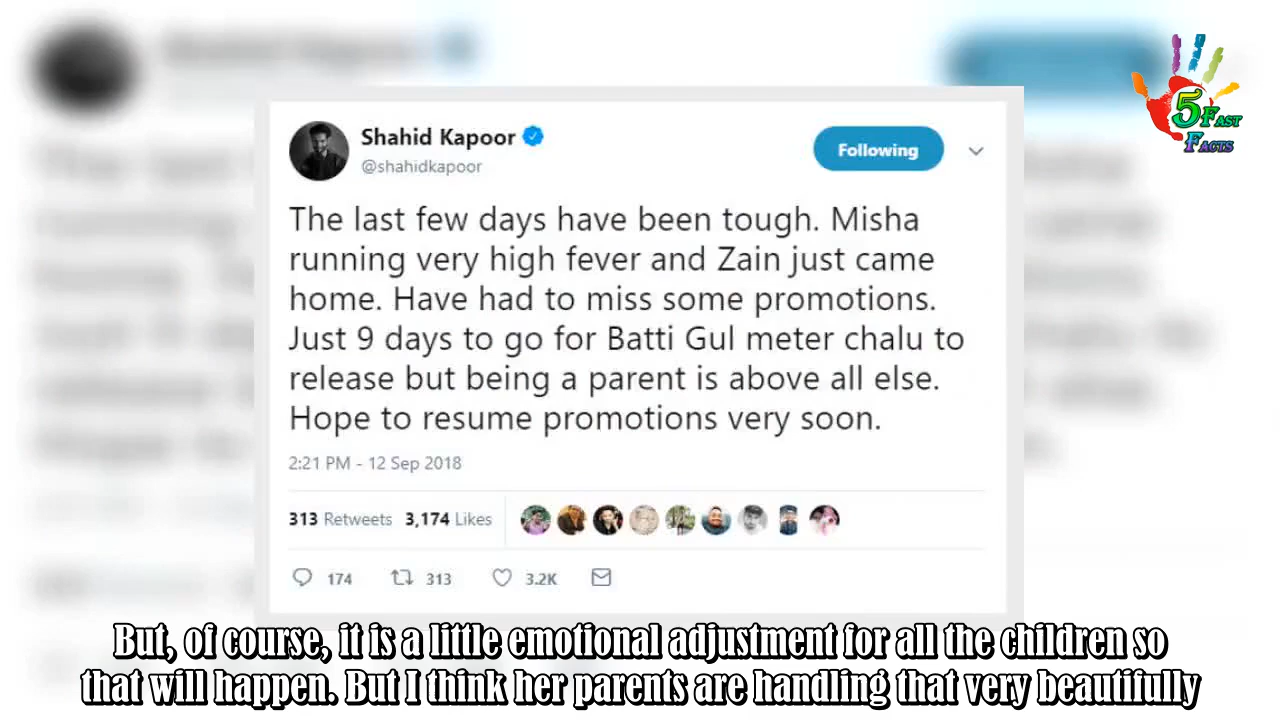 5 FAST
FACTS
Shahid Kapoor
@shahidkapoor
Following
The last few days have been tough. Misha
running very high fever and Zain just came
home. Have had to miss some promotions.
Just 9 days to go for Batti Gul meter chalu to
release but being a parent is above all else.
Hope to resume promotions very soon.
2:21 PM - 12 Sep 2018
313 Retweets 3,174 Likes
174 313 3.2K
But, of course, it is a little emotional adjustment for all the children so
that will happen. But I think her parents are handling that very beautifully